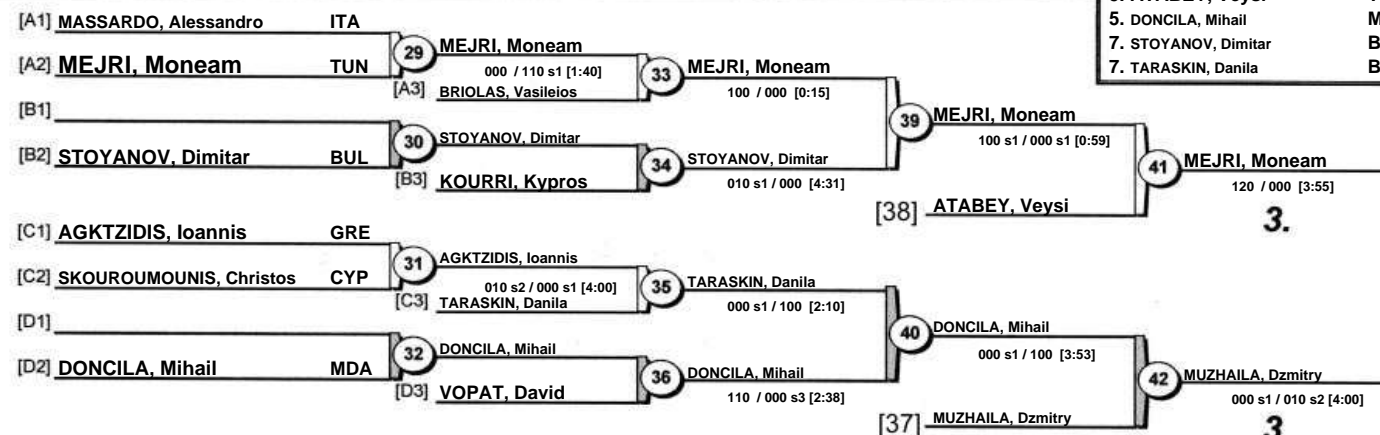 5. DONCILA, Mihail M
7. STOYANOV, Dimitar B
7. TARASKIN, Danila B
[A1] MASSARDO, Alessandro ITA
[A2] MEJRI, Moneam TUN
29 MEJRI, Moneam
000 / 110 s1 [1:40]
[A3] BRIOLAS, Vasileios
33 MEJRI, Moneam
100 / 000 [0:15]
[B1]
[B2] STOYANOV, Dimitar BUL
30 STOYANOV, Dimitar
[B3] KOURRI, Kypros
34 STOYANOV, Dimitar
010 s1 / 000 [4:31]
39 MEJRI, Moneam
100 s1 / 000 s1 [0:59]
[38] ATABEY, Veysi
41 MEJRI, Moneam
120 / 000 [3:55]
3.
[C1] AGKTZIDIS, Ioannis GRE
[C2] SKOUROUMOUNIS, Christos CYP
31 AGKTZIDIS, Ioannis
010 s2 / 000 s1 [4:00]
[C3] TARASKIN, Danila
35 TARASKIN, Danila
000 s1 / 100 [2:10]
[D1]
[D2] DONCILA, Mihail MDA
32 DONCILA, Mihail
[D3] VOPAT, David
36 DONCILA, Mihail
110 / 000 s3 [2:38]
40 DONCILA, Mihail
000 s1 / 100 [3:53]
[37] MUZHAILA, Dzmitry
42 MUZHAILA, Dzmitry
000 s1 / 010 s2 [4:00]
3